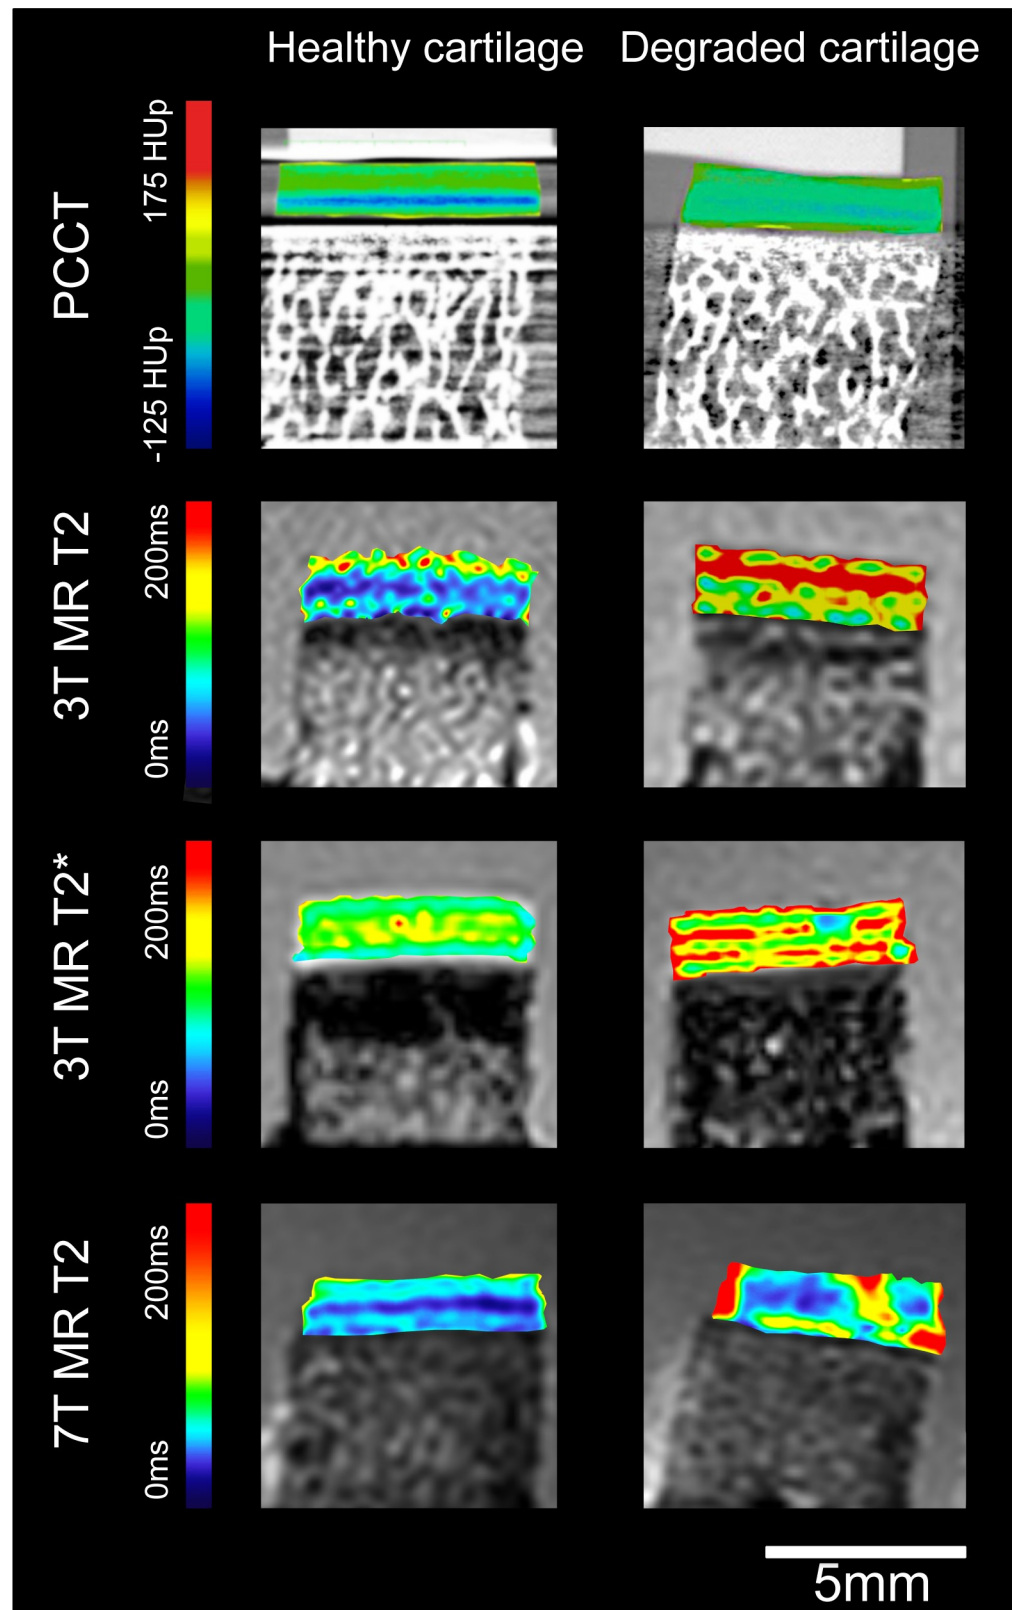 Healthy cartilage Degraded cartilage
PCCT
175 HUp
-125 HUp
3T MR T2
200ms
0ms
3T MR T2*
200ms
0ms
7T MR T2
200ms
0ms
5mm